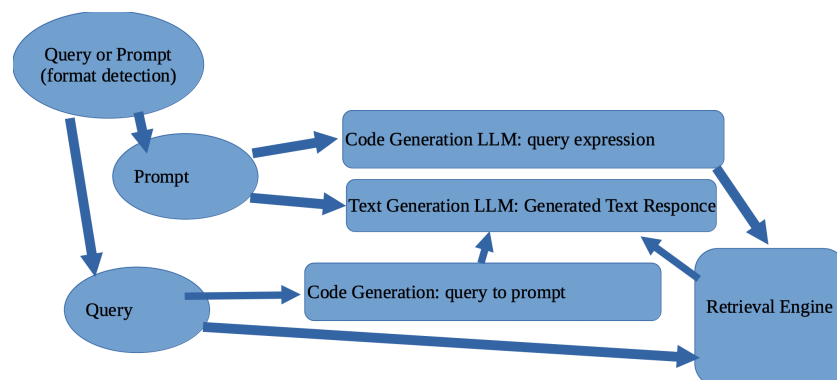 Query or Prompt
(format detection)
Code Generation LLM: query expression
Prompt
Text Generation LLM: Generated Text Responce
Code Generation: query to prompt
Query
Retrieval Engine